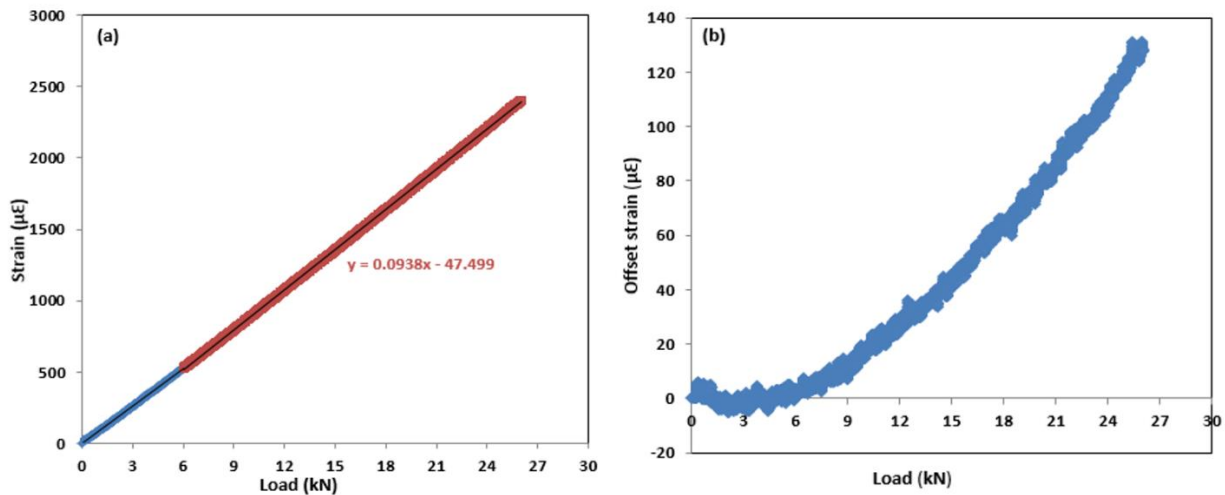 (a)
3000
2500
2000
1500
1000
500
0
Strain (µƐ)
y = 0.0938x - 47.499
0 3 6 9 12 15 18 21 24 27 30
Load (kN)
(b)
140
120
100
80
60
40
20
0
-20
Offset strain (µƐ)
0 3 6 9 12 15 18 21 24 27 30
Load (kN)